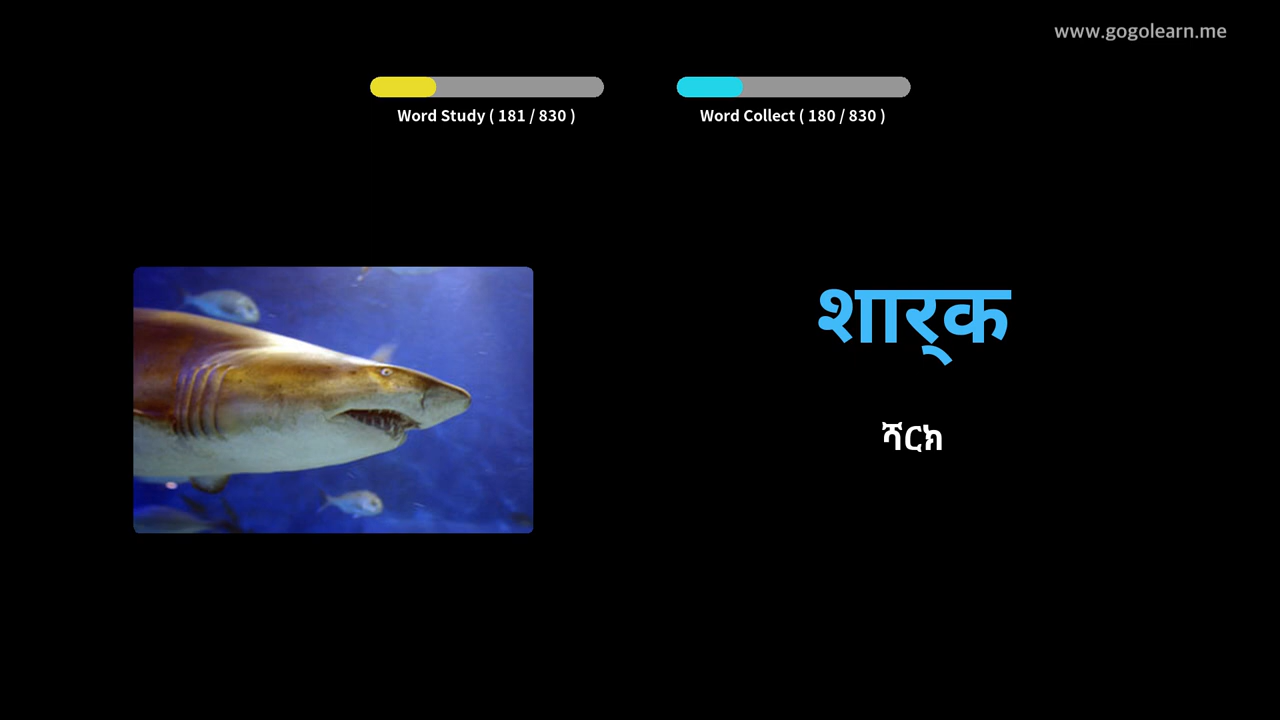 www.gogolearn.me
Word Study ( 181 / 830 )
Word Collect ( 180 / 830 )
शार्‌क
ሻርክ